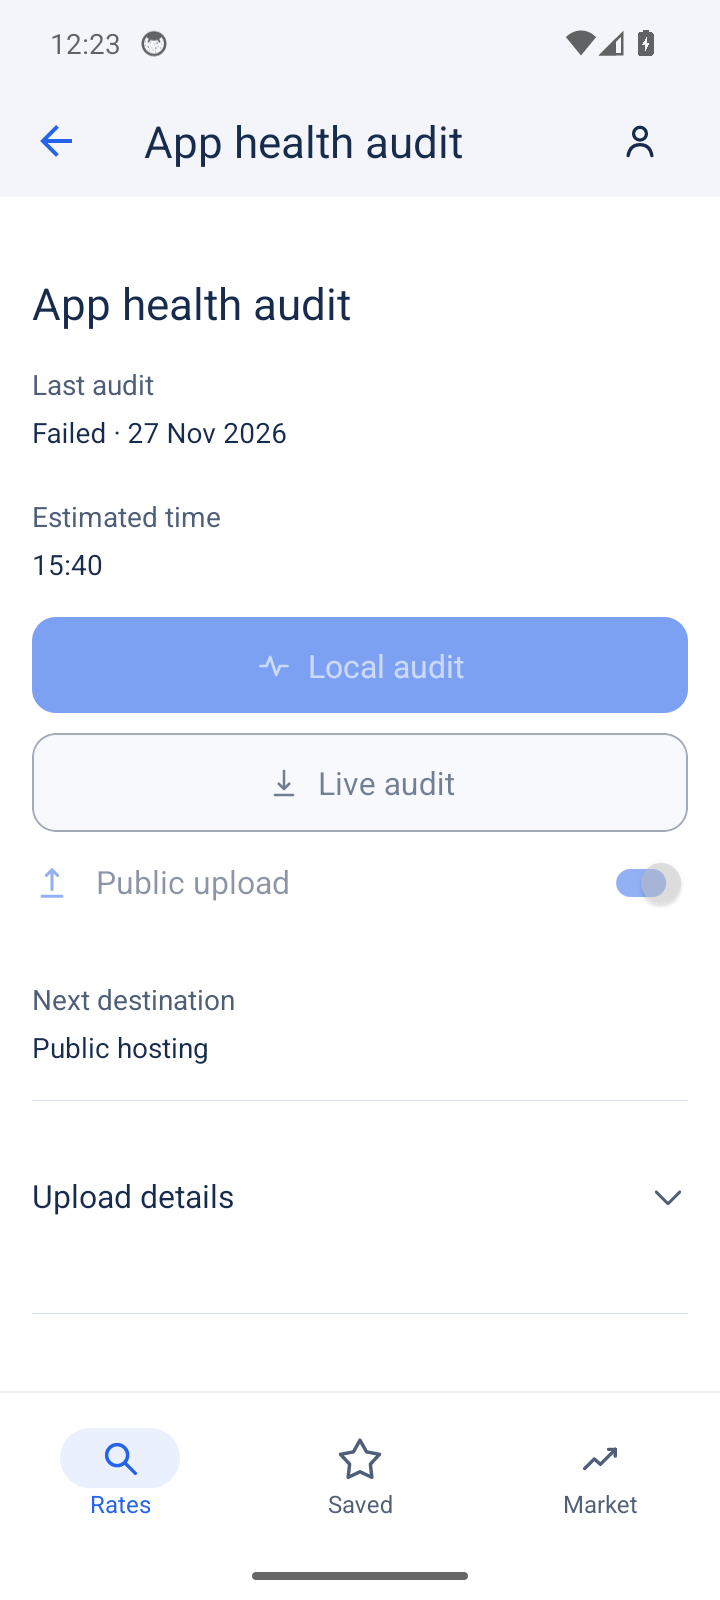 12:23
App health audit
App health audit
Last audit
Failed · 27 Nov 2026
Estimated time
15:40
Local audit
Live audit
Public upload
Next destination
Public hosting
Upload details
Rates
Saved
Market